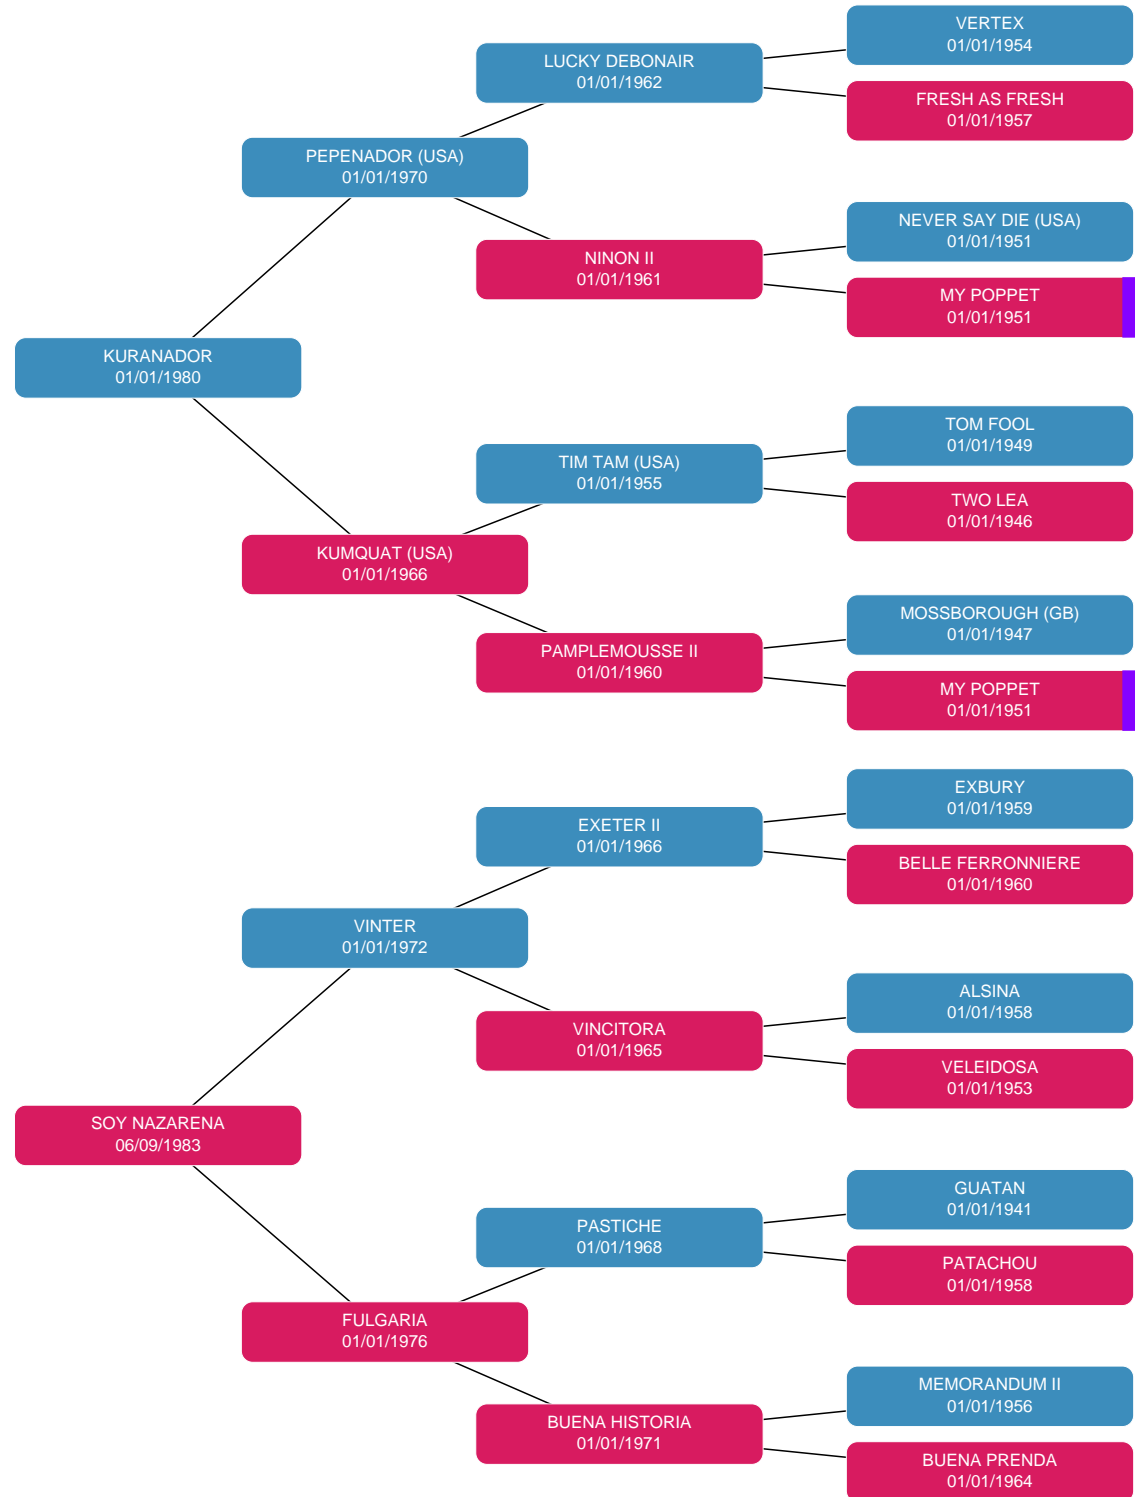 VERTEX
01/01/1954
LUCKY DEBONAIR
01/01/1962
FRESH AS FRESH
01/01/1957
PEPENADOR (USA)
01/01/1970
NEVER SAY DIE (USA)
01/01/1951
NINON II
01/01/1961
MY POPPET
01/01/1951
KURANADOR
01/01/1980
TOM FOOL
01/01/1949
TIM TAM (USA)
01/01/1955
TWO LEA
01/01/1946
KUMQUAT (USA)
01/01/1966
MOSSBOROUGH (GB)
01/01/1947
PAMPLEMOUSSE II
01/01/1960
MY POPPET
01/01/1951
EXBURY
01/01/1959
EXETER II
01/01/1966
BELLE FERRONNIERE
01/01/1960
VINTER
01/01/1972
ALSINA
01/01/1958
VINCITORA
01/01/1965
VELEIDOSA
01/01/1953
SOY NAZARENA
06/09/1983
GUATAN
01/01/1941
PASTICHE
01/01/1968
PATACHOU
01/01/1958
FULGARIA
01/01/1976
MEMORANDUM II
01/01/1956
BUENA HISTORIA
01/01/1971
BUENA PRENDA
01/01/1964